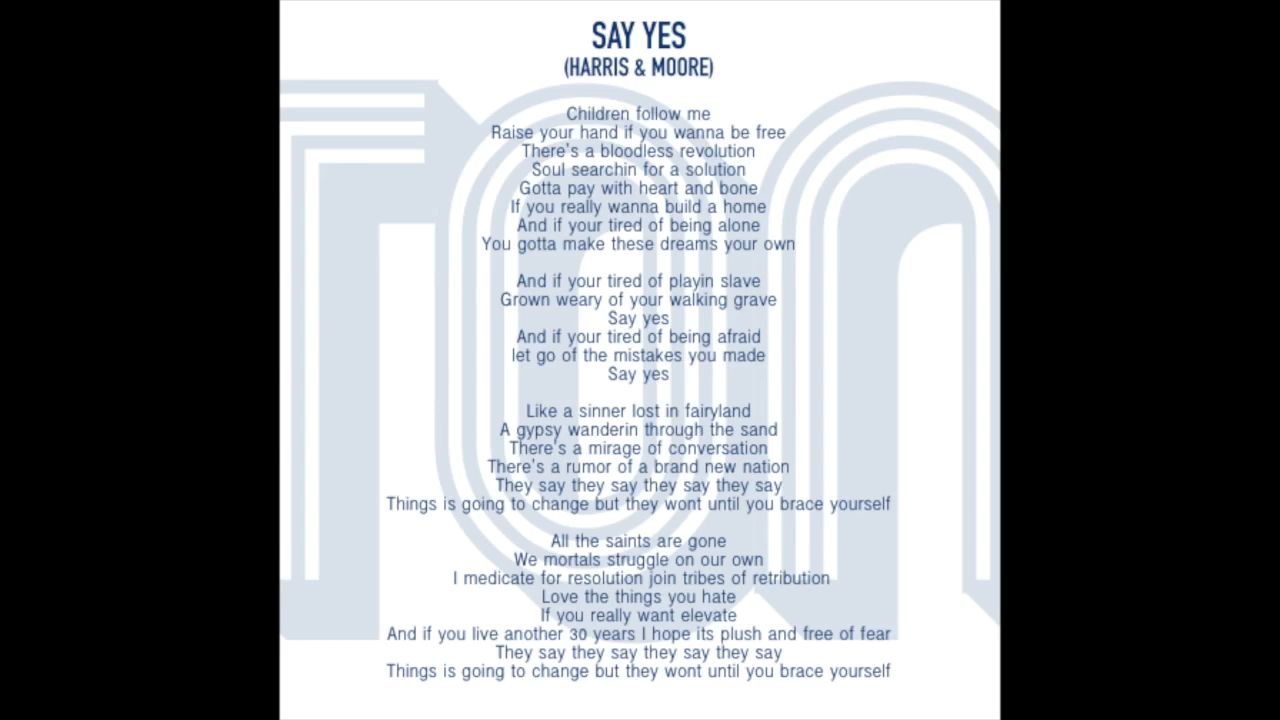 SAY YES
(HARRIS & MOORE)
Children follow me
Raise your hand if you wanna be free
There's a bloodless revolution
Soul searchin for a solution
Gotta pay with heart and bone
If you really wanna build a home
And if your tired of being alone
You gotta make these dreams your own
And if your tired of playin slave
Grown weary of your walking grave
Say yes
And if your tired of being afraid
let go of the mistakes you made
Say yes
Like a sinner lost in fairyland
A gypsy wanderin through the sand
There's a mirage of conversation
There's a rumor of a brand new nation
They say they say they say they say
Things is going to change but they wont until you brace yourself
All the saints are gone
We mortals struggle on our own
I medicate for resolution join tribes of retribution
Love the things you hate
If you really want elevate
And if you live another 30 years I hope its plush and free of fear
They say they say they say they say
Things is going to change but they wont until you brace yourself